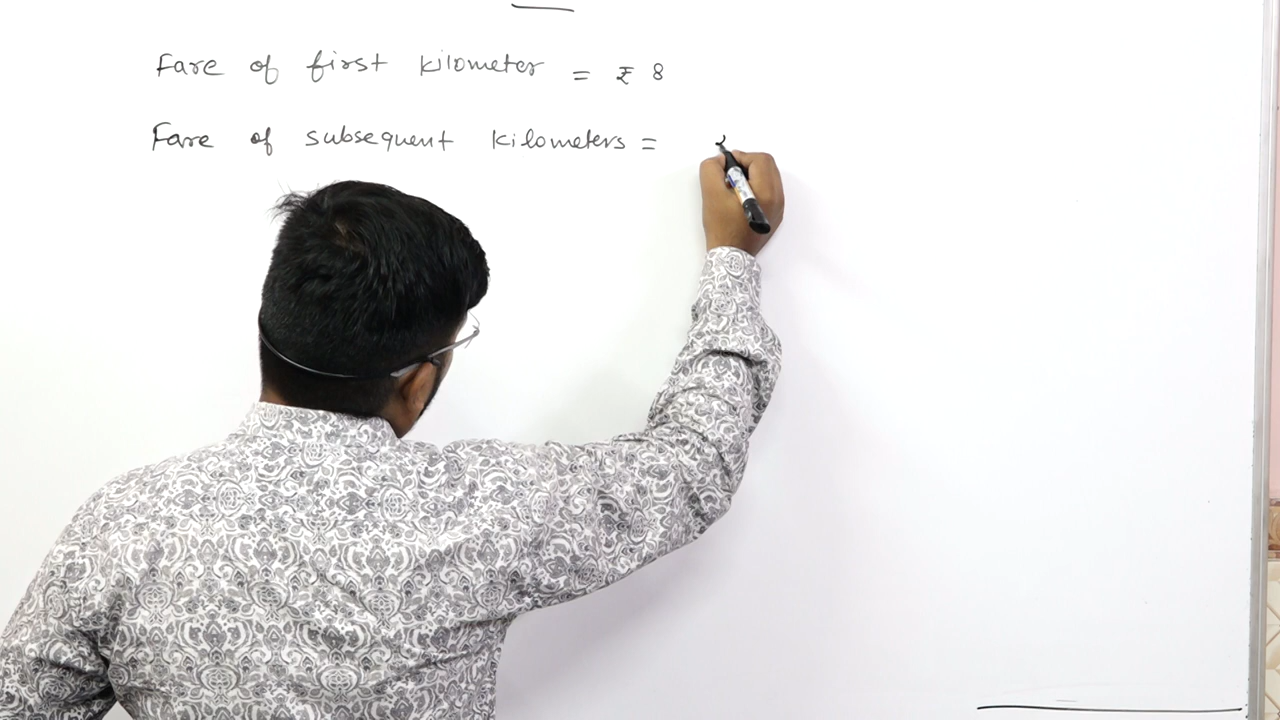 Fare of first kilometer = ₹ 8
Fare of subsequent kilometers =